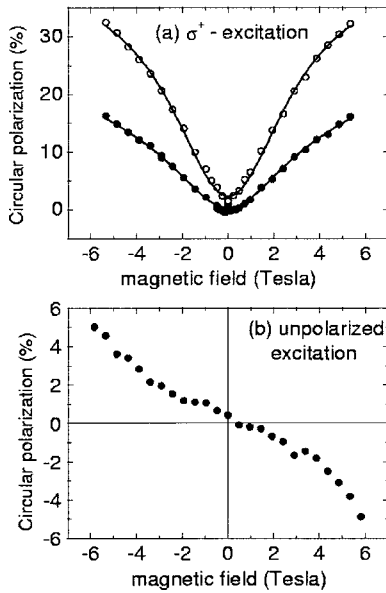 (a) σ⁺ - excitation
Circular polarization (%)
30
20
10
0
-6 -4 -2 0 2 4 6
magnetic field (Tesla)
(b) unpolarized
excitation
Circular polarization (%)
6
4
2
0
-2
-4
-6
-6 -4 -2 0 2 4 6
magnetic field (Tesla)